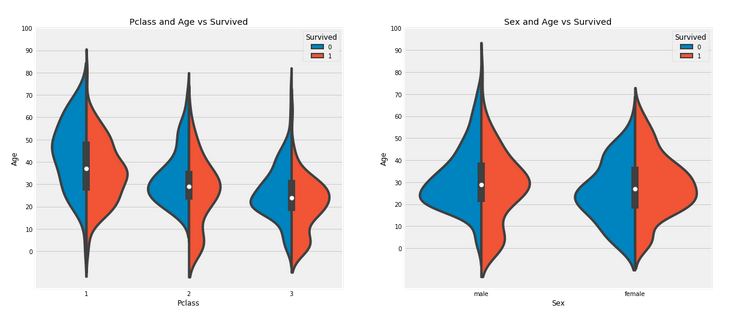 Pclass and Age vs Survived
Survived
0
1
100
90
80
70
60
50
40
30
20
10
0
Age
1
2
3
Pclass
Sex and Age vs Survived
Survived
0
1
100
90
80
70
60
50
40
30
20
10
0
Age
male
female
Sex